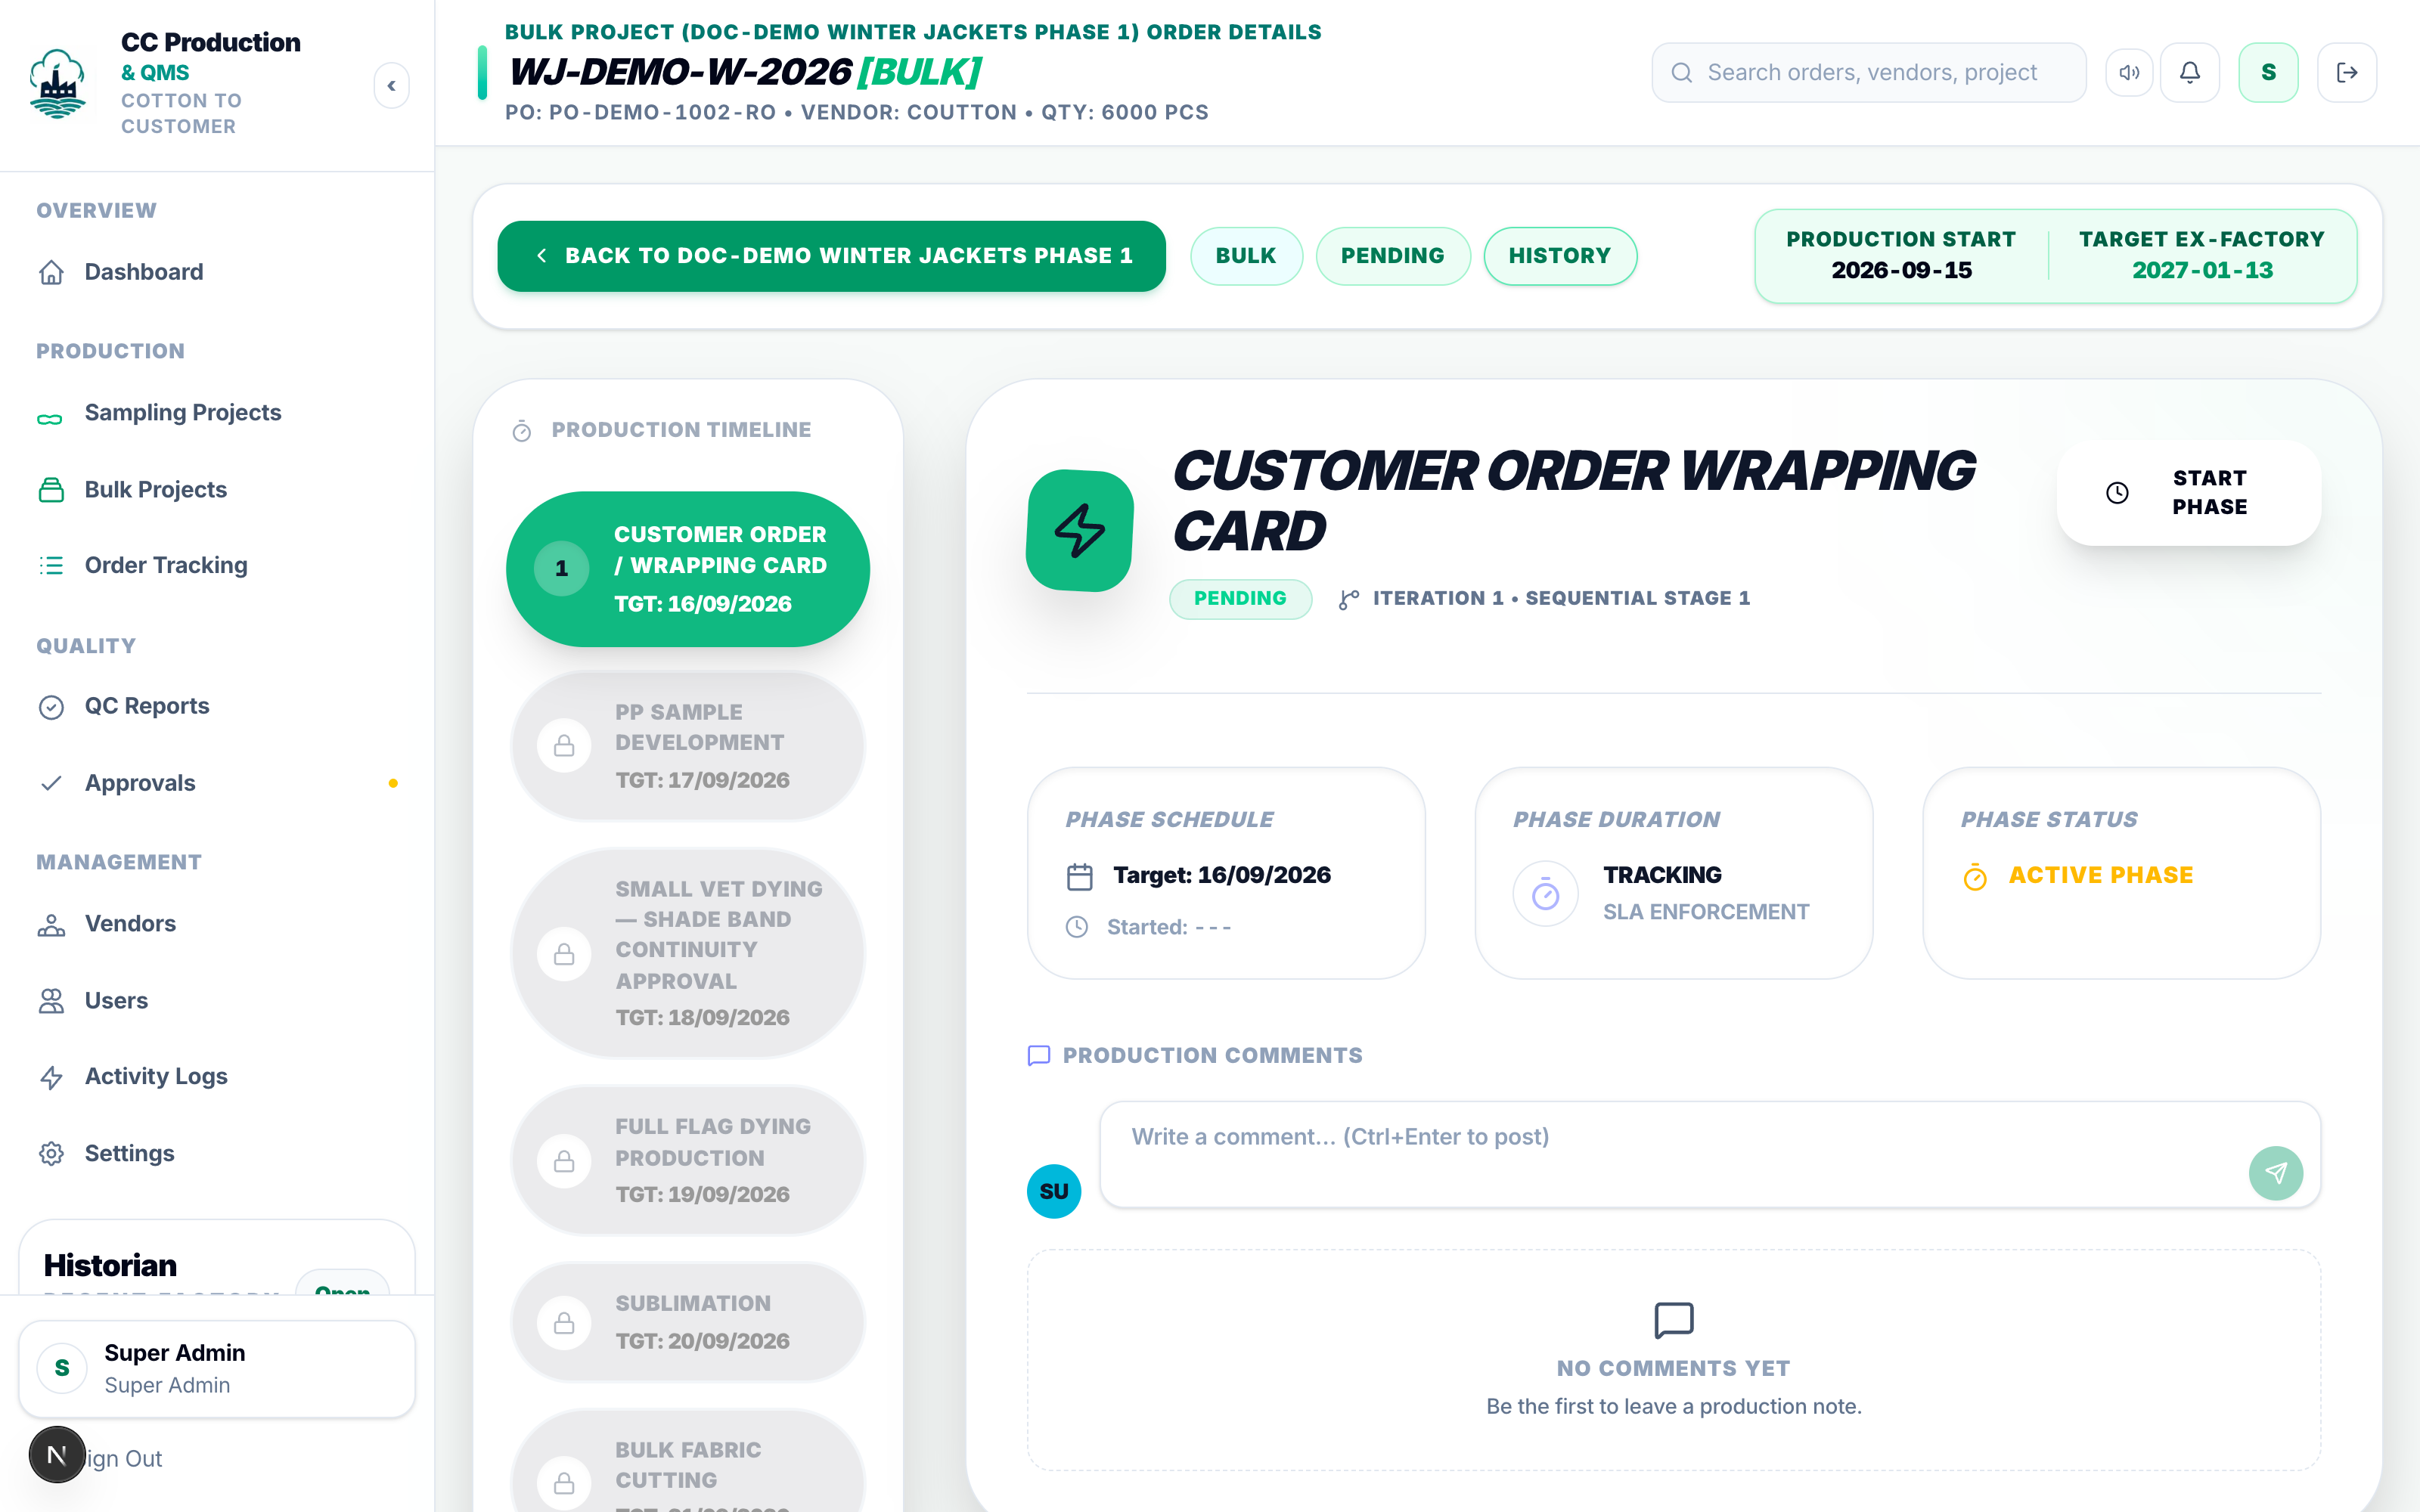 CC Production
& QMS
COTTON TO
CUSTOMER
‹
OVERVIEW
Dashboard
PRODUCTION
Sampling Projects
Bulk Projects
Order Tracking
QUALITY
QC Reports
Approvals
MANAGEMENT
Vendors
Users
Activity Logs
Settings
Historian
Open
S
Super Admin
Super Admin
N
ign Out
BULK PROJECT (DOC-DEMO WINTER JACKETS PHASE 1) ORDER DETAILS
WJ-DEMO-W-2026 [BULK]
PO: PO-DEMO-1002-RO • VENDOR: COUTTON • QTY: 6000 PCS
Search orders, vendors, project
S
BACK TO DOC-DEMO WINTER JACKETS PHASE 1
BULK
PENDING
HISTORY
PRODUCTION START
2026-09-15
TARGET EX-FACTORY
2027-01-13
PRODUCTION TIMELINE
1
CUSTOMER ORDER
/ WRAPPING CARD
TGT: 16/09/2026
PP SAMPLE
DEVELOPMENT
TGT: 17/09/2026
SMALL VET DYING
— SHADE BAND
CONTINUITY
APPROVAL
TGT: 18/09/2026
FULL FLAG DYING
PRODUCTION
TGT: 19/09/2026
SUBLIMATION
TGT: 20/09/2026
BULK FABRIC
CUTTING
CUSTOMER ORDER WRAPPING
CARD
START
PHASE
PENDING
ITERATION 1 • SEQUENTIAL STAGE 1
PHASE SCHEDULE
Target: 16/09/2026
Started: ---
PHASE DURATION
TRACKING
SLA ENFORCEMENT
PHASE STATUS
ACTIVE PHASE
PRODUCTION COMMENTS
SU
Write a comment... (Ctrl+Enter to post)
NO COMMENTS YET
Be the first to leave a production note.